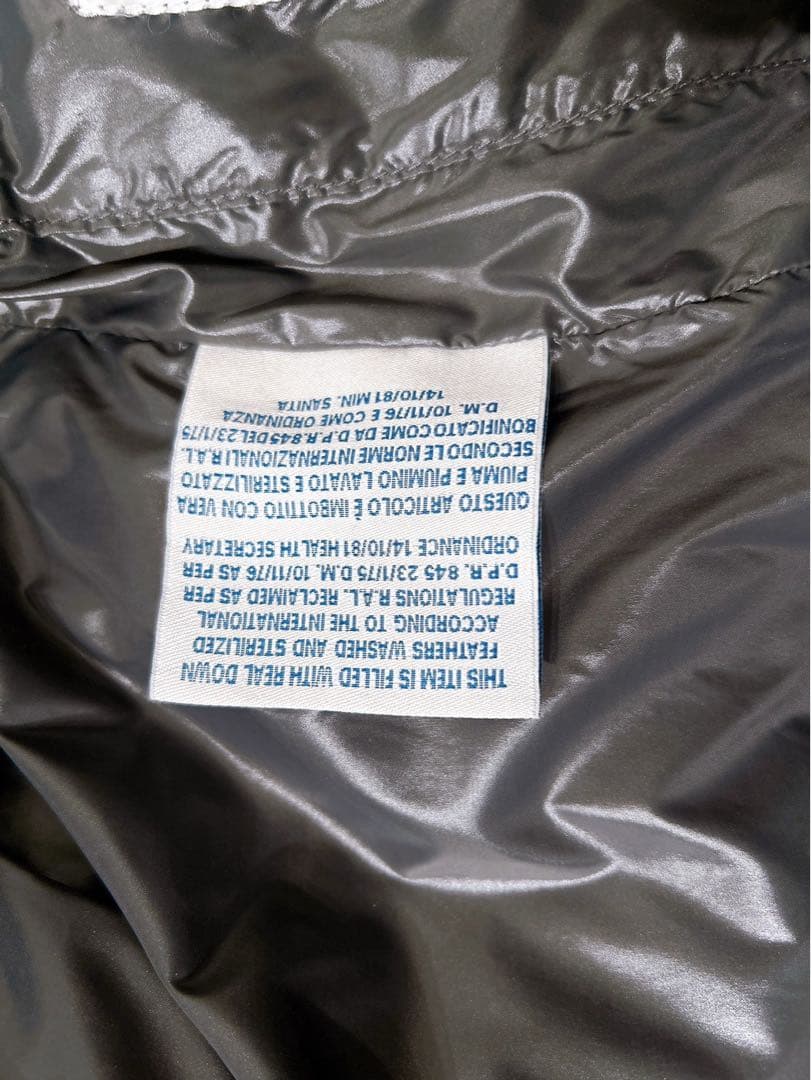 THIS ITEM IS FILLED WITH REAL DOWN
FEATHERS WASHED AND STERILIZED
ACCORDING TO THE INTERNATIONAL
REGULATIONS R.A.L. RECLAIMED AS PER
D.P.R. 845 23/1/75 D.M. 10/11/76 AS PER
ORDINANCE 14/10/81 HEALTH SECRETARY
QUESTO ARTICOLO È IMBOTTITO CON VERA
PIUMA E PIUMINO LAVATO E STERILIZZATO
SECONDO LE NORME INTERNAZIONALI R.A.L.
BONIFICATO COME DA D.P.R. 845 DEL 23/1/75
D.M. 10/11/76 E COME ORDINANZA
14/10/81 MIN. SANITA